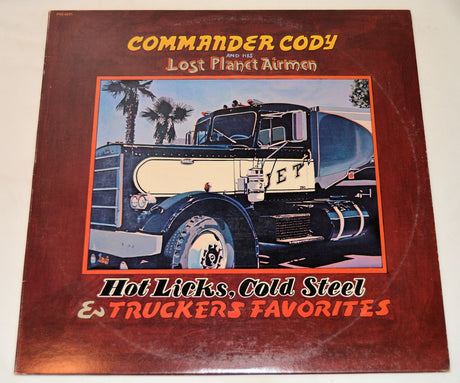 COMMANDER CODY
AND HIS
Lost Planet Airmen
JET
Hot Licks, Cold Steel
& TRUCKERS FAVORITES